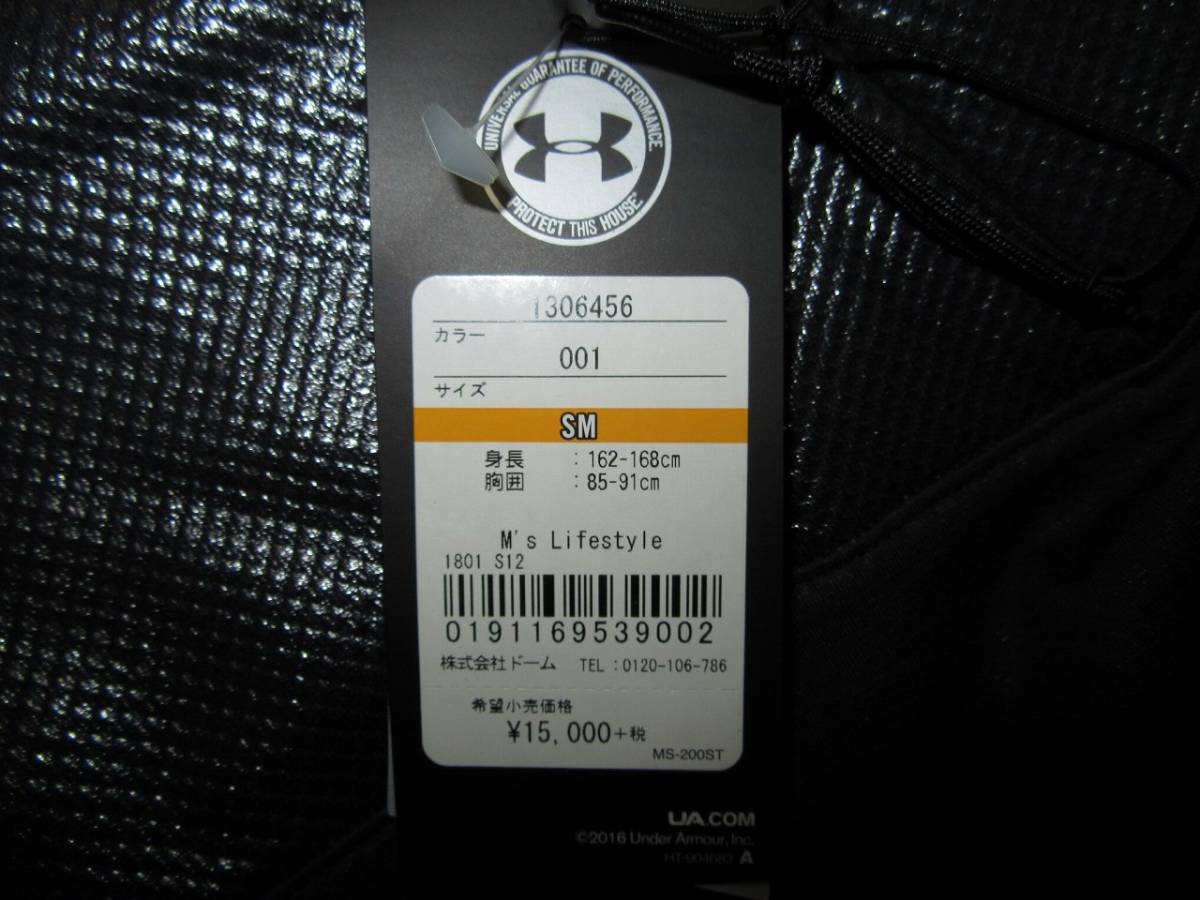 UNIVERSAL GUARANTEE OF PERFORMANCE.
PROTECT THIS HOUSE.
1306456
カラー
001
サイズ
SM
身長 : 162-168cm
胸囲 : 85-91cm
M's Lifestyle
1801 S12
0191169539002
株式会社ドーム TEL:0120-106-786
希望小売価格
¥15,000+税
MS-200ST
UA.COM
©2016 Under Armour, Inc.
HT-904683 A